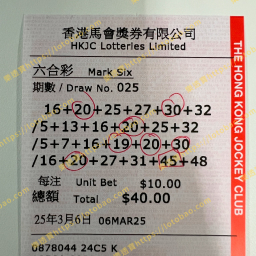 香港馬會獎券有限公司
HKJC Lotteries Limited
六合彩 Mark Six
期數 / Draw No. 025
16+20+25+27+30+32
/5+13+16+20+25+32
/5+7+16+19+20+30
/16+20+27+31+45+48
每注 Unit Bet $10.00
總額 Total $40.00
25年3月6日 06MAR25
0878044 24C5 K
THE HONG KONG JOCKEY CLUB